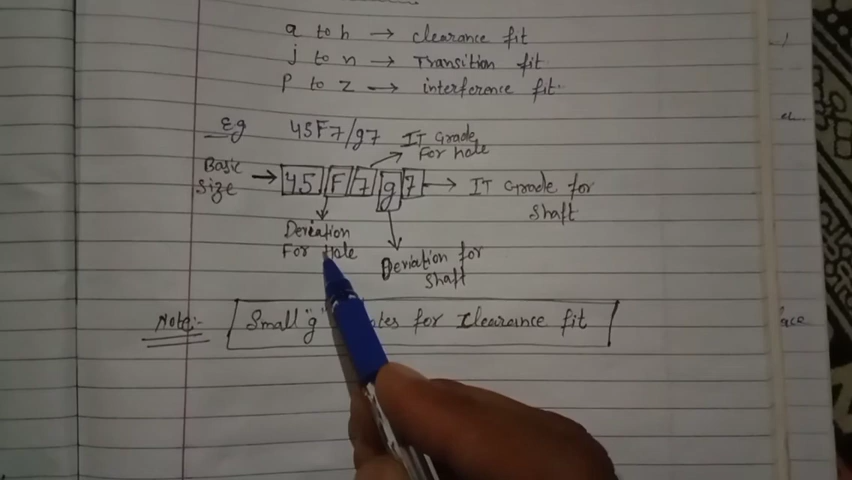 a to h → clearance fit
j to n → Transition fit
P to z → interference fit.
Eg 45F7/g7
IT Grade
For hole
Basic
Size → 45 F 7 g 7 → IT Grade for
Shaft
Deviation
For Hole
Deviation for
Shaft
Note:- Small "g" for Clearance fit